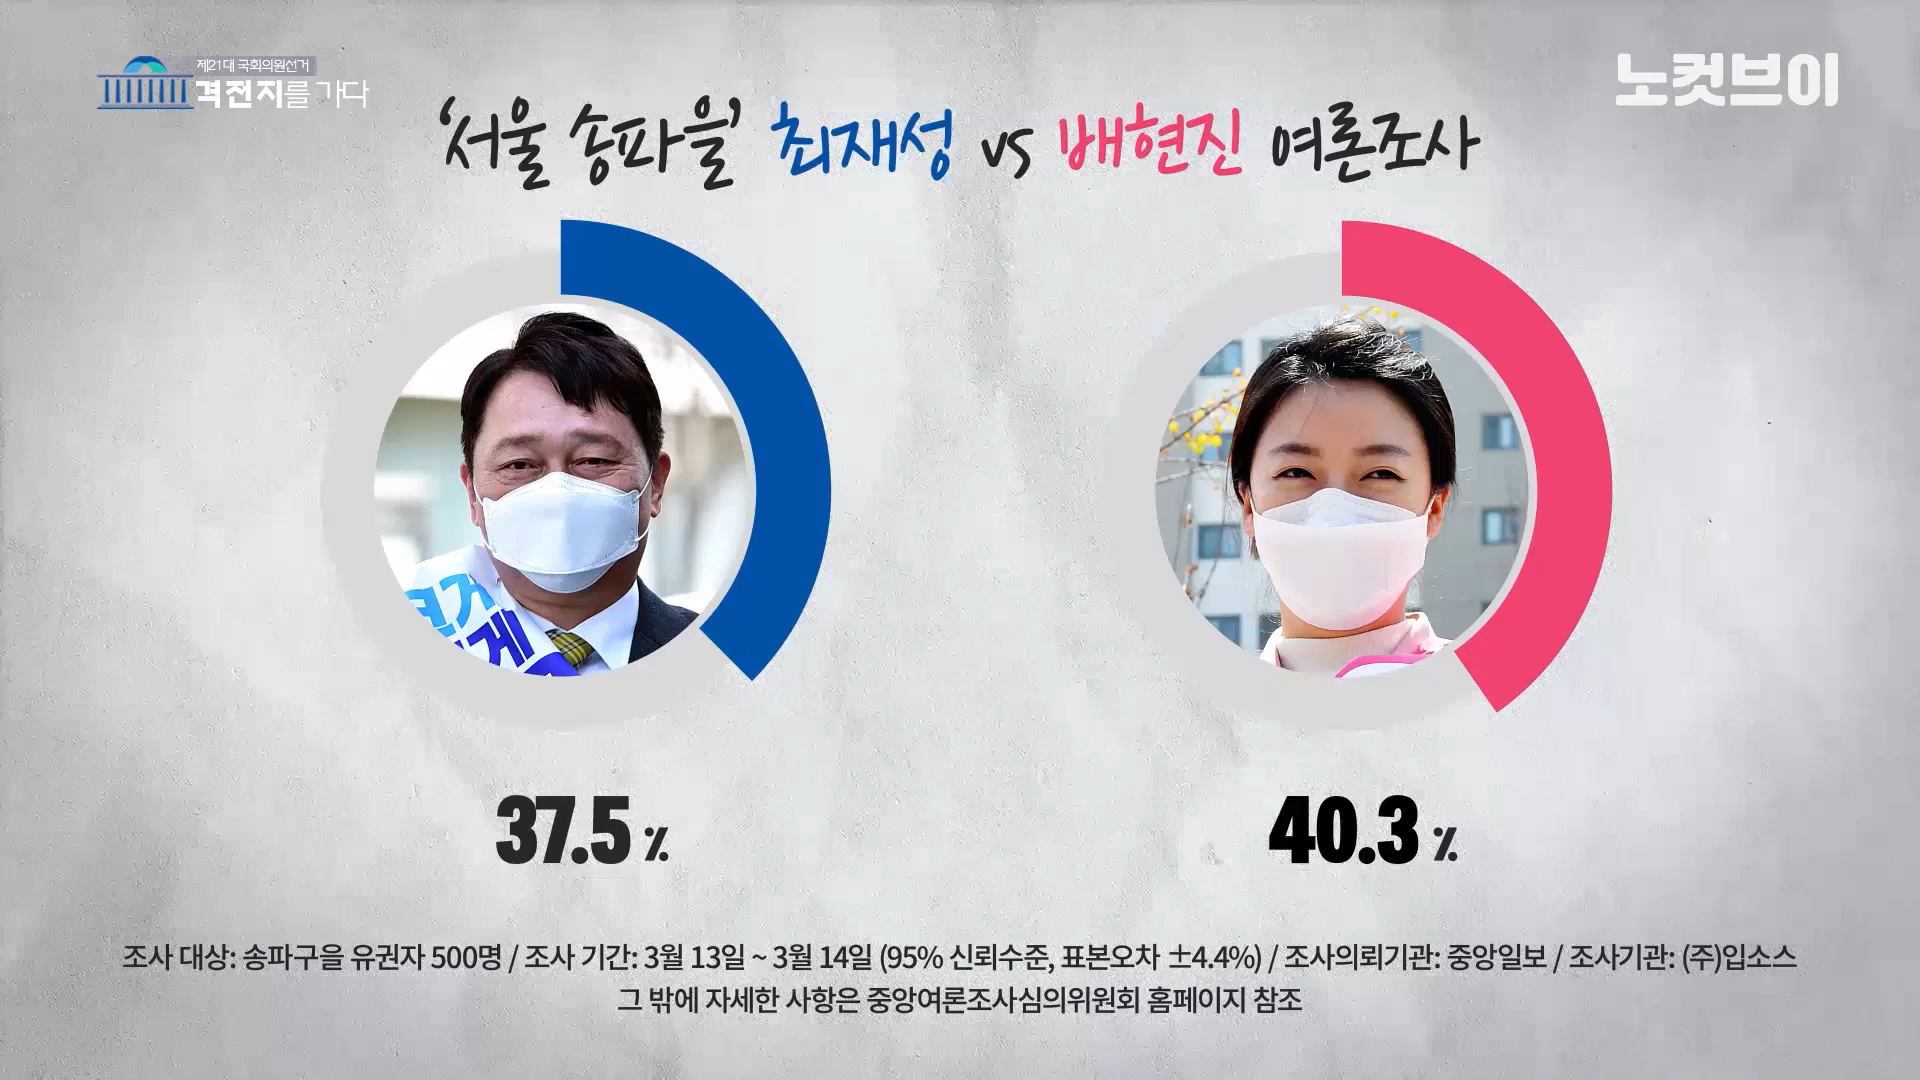 제21대 국회의원선거
격전지를 가다
노컷브이
‘서울 송파을’ 최재성 vs 배현진 여론조사
37.5 %
40.3 %
조사 대상: 송파구을 유권자 500명 / 조사 기간: 3월 13일 ~ 3월 14일 (95% 신뢰수준, 표본오차 ±4.4%) / 조사의뢰기관: 중앙일보 / 조사기관: (주)입소스
그 밖에 자세한 사항은 중앙여론조사심의위원회 홈페이지 참조